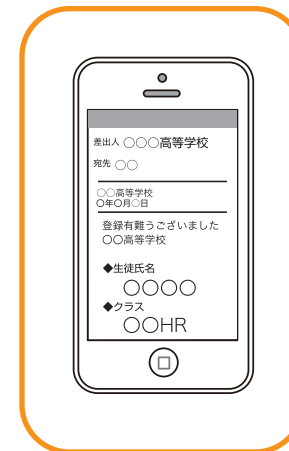 差出人 ○○○高等学校
宛先 ○○
○○高等学校
○年○月○日
登録有難うございました
○○高等学校
◆生徒氏名
○○○○
◆クラス
○○HR